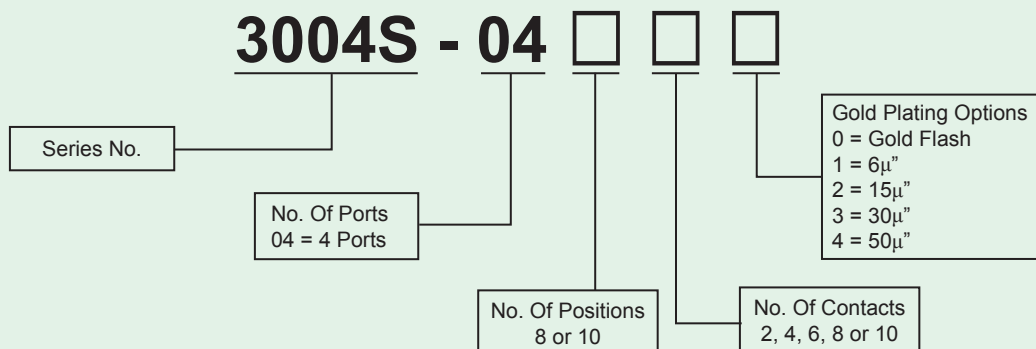 3004S - 04 □ □ □
Series No.
No. Of Ports
04 = 4 Ports
No. Of Positions
8 or 10
No. Of Contacts
2, 4, 6, 8 or 10
Gold Plating Options
0 = Gold Flash
1 = 6μ”
2 = 15μ”
3 = 30μ”
4 = 50μ”